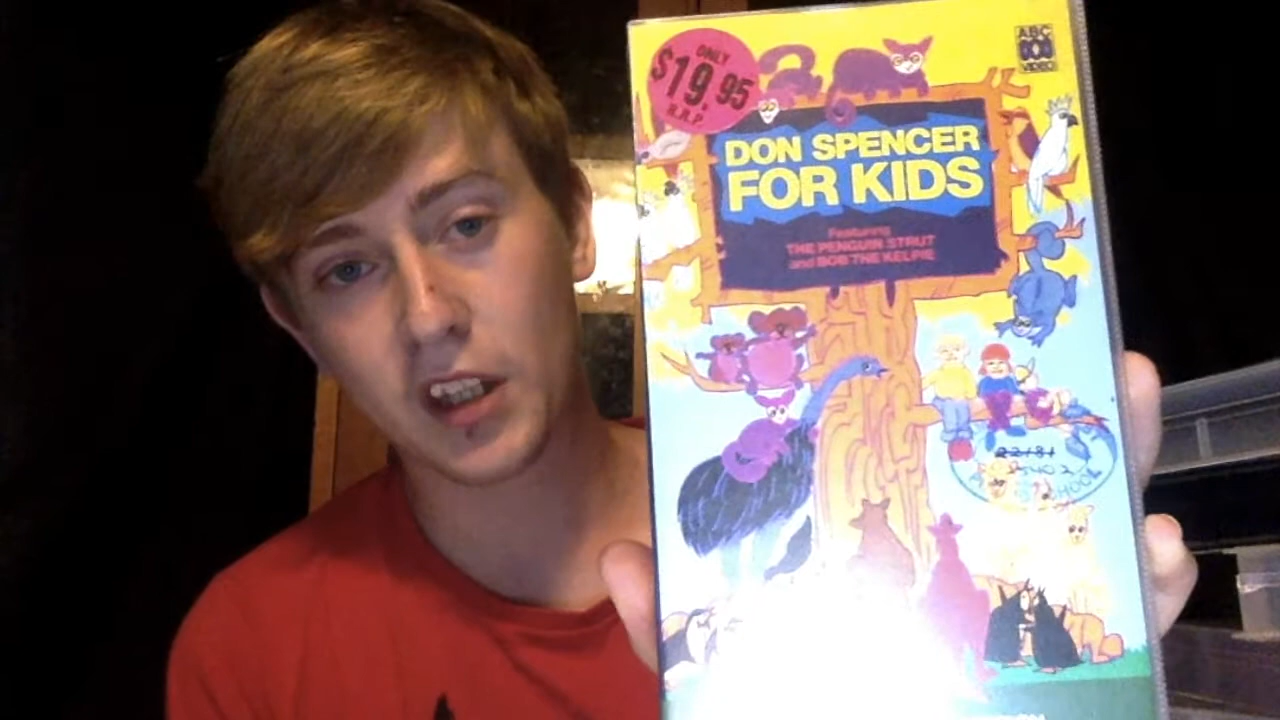 ONLY
$19.95
R.R.P.
ABC
VIDEO
DON SPENCER
FOR KIDS
Featuring
THE PENGUIN STRUT
and BOB THE KELPIE